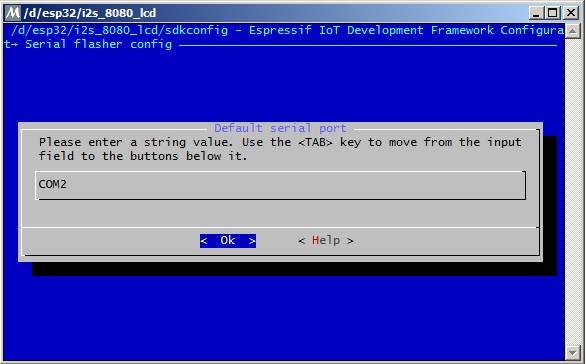 /d/esp32/i2s_8080_lcd
/d/esp32/i2s_8080_lcd/sdkconfig - Espressif IoT Development Framework Configura
t→ Serial flasher config
Default serial port
Please enter a string value. Use the <TAB> key to move from the input
field to the buttons below it.
COM2
< Ok > < Help >